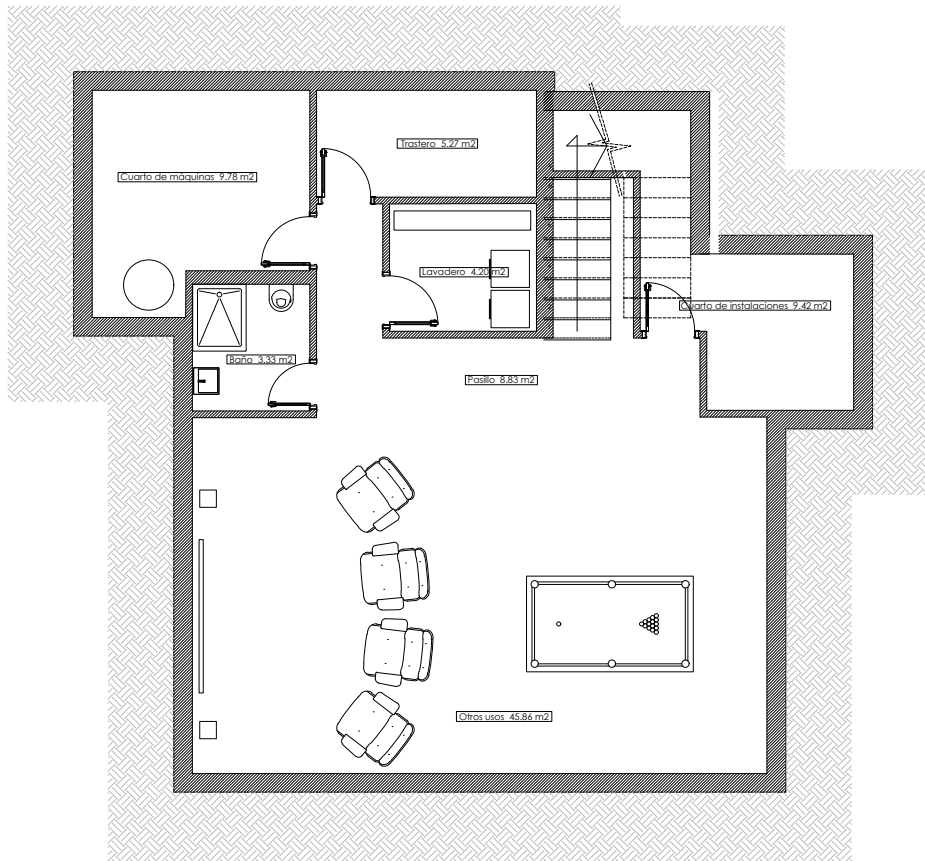 Trastero 5.27 m2
Cuarto de máquinas 9.78 m2
Lavadero 4.20 m2
Cuarto de instalaciones 9.42 m2
Baño 3.33 m2
Pasillo 8.83 m2
Otros usos 45.86 m2